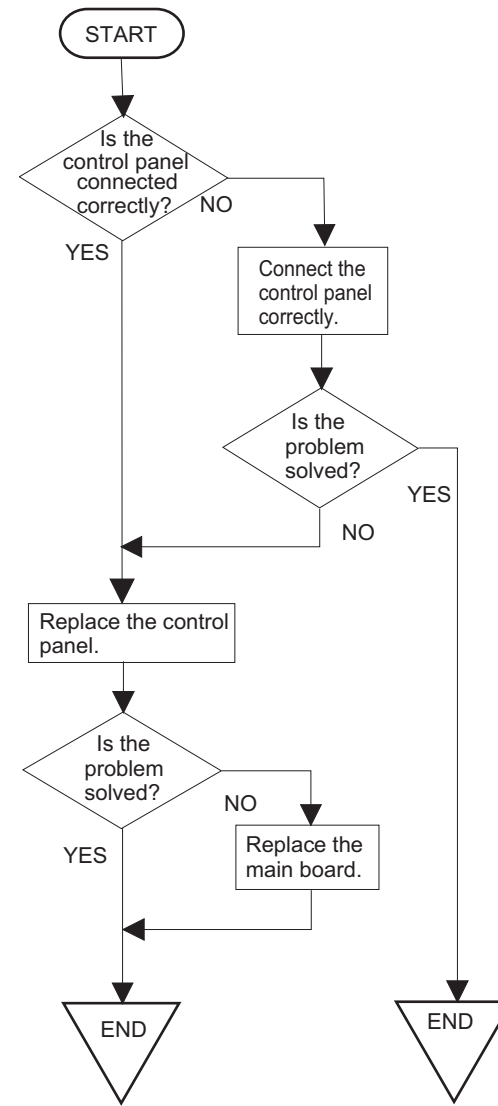 START
Is the
control panel
connected
correctly?
NO
YES
Connect the
control panel
correctly.
Is the
problem
solved?
YES
NO
Replace the control
panel.
Is the
problem
solved?
NO
YES
Replace the
main board.
END
END